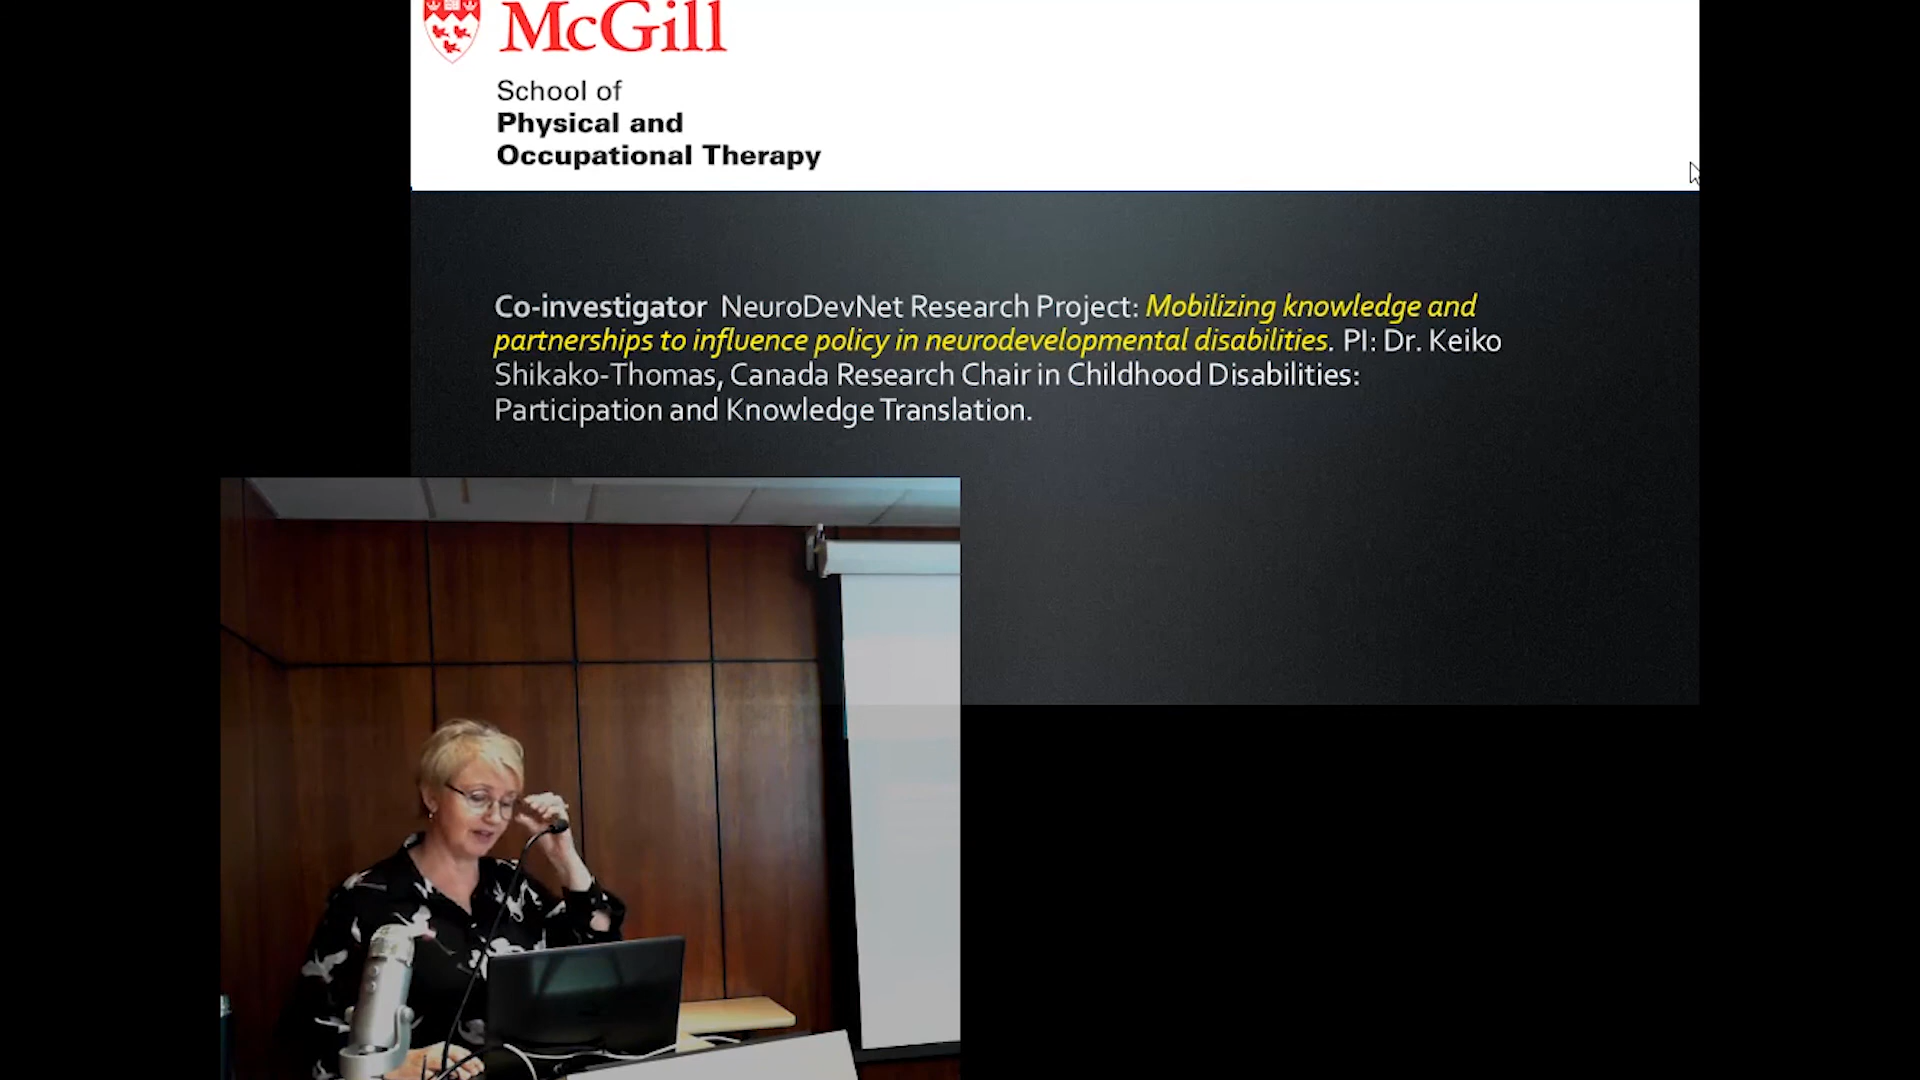 McGill
School of
Physical and
Occupational Therapy
Co-investigator NeuroDevNet Research Project: Mobilizing knowledge and
partnerships to influence policy in neurodevelopmental disabilities. PI: Dr. Keiko
Shikako-Thomas, Canada Research Chair in Childhood Disabilities:
Participation and Knowledge Translation.